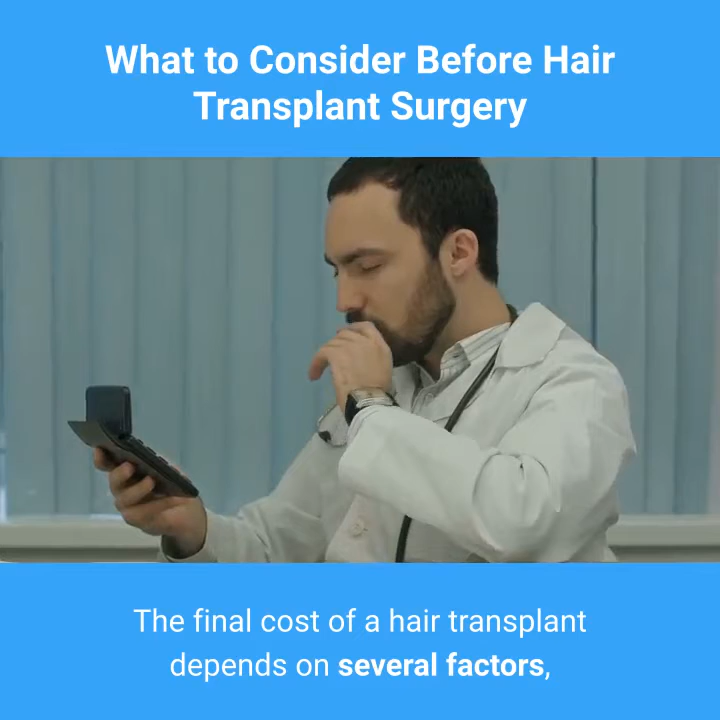 What to Consider Before Hair
Transplant Surgery
The final cost of a hair transplant
depends on several factors,